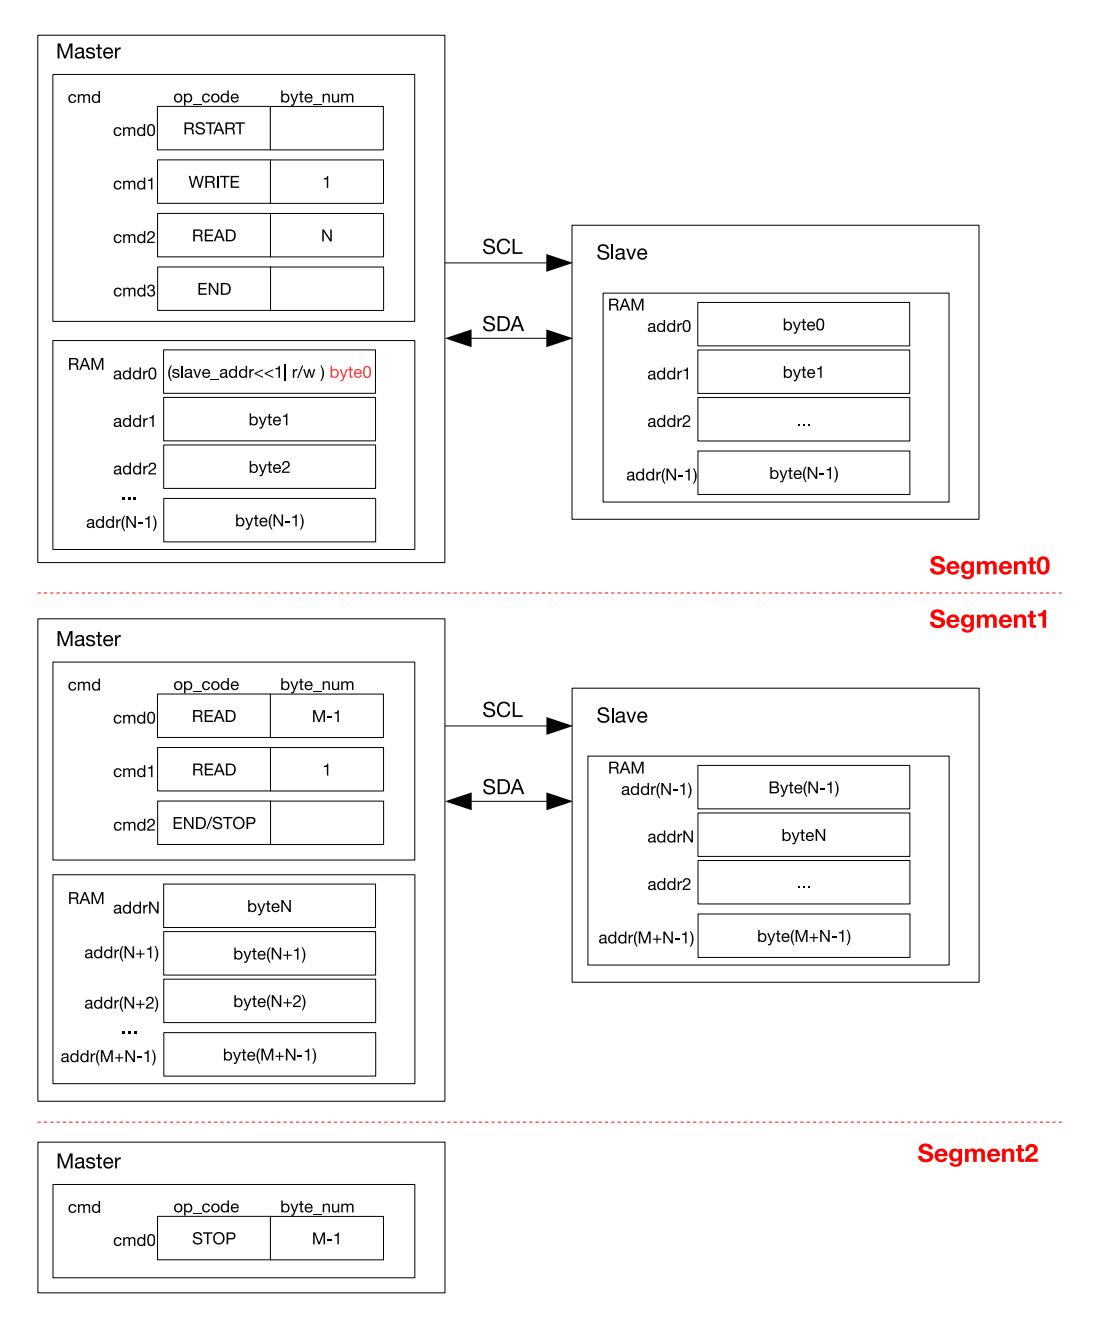 Master
cmd op_code byte_num
cmd0 RSTART
cmd1 WRITE 1
cmd2 READ N
cmd3 END
RAM addr0 (slave_addr<<1| r/w ) byte0
addr1 byte1
addr2 byte2
...
addr(N-1) byte(N-1)
SCL
SDA
Slave
RAM
addr0 byte0
addr1 byte1
addr2 ...
addr(N-1) byte(N-1)
Segment0
Segment1
Master
cmd op_code byte_num
cmd0 READ M-1
cmd1 READ 1
cmd2 END/STOP
RAM addrN byteN
addr(N+1) byte(N+1)
addr(N+2) byte(N+2)
...
addr(M+N-1) byte(M+N-1)
SCL
SDA
Slave
RAM
addr(N-1) Byte(N-1)
addrN byteN
addr2 ...
addr(M+N-1) byte(M+N-1)
Segment2
Master
cmd op_code byte_num
cmd0 STOP M-1